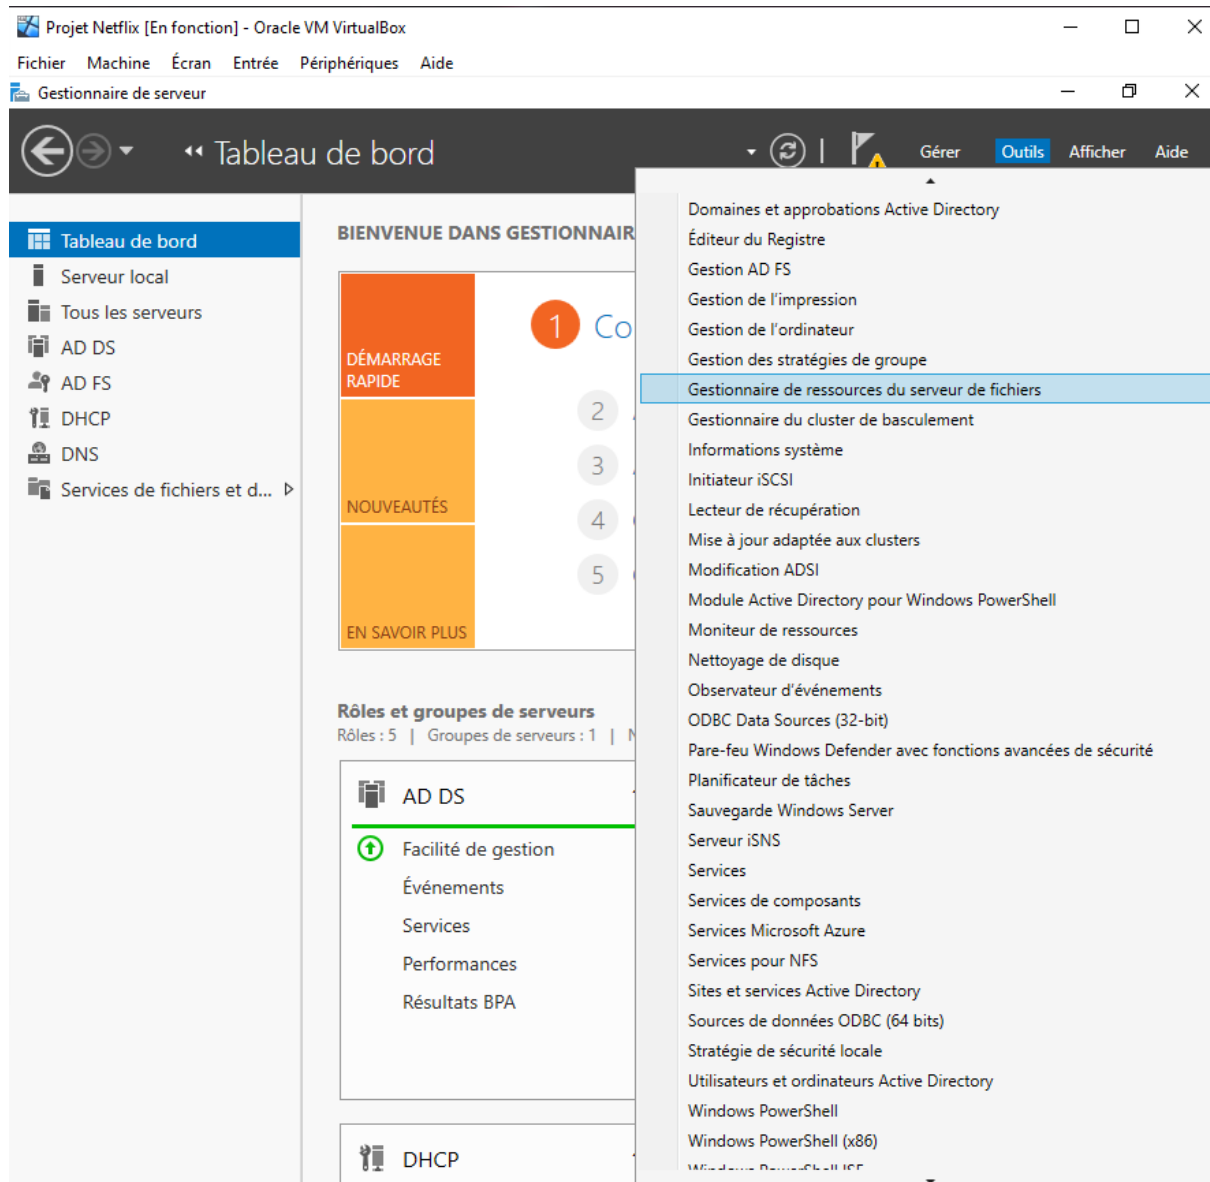 Projet Netflix [En fonction] - Oracle VM VirtualBox
Fichier Machine Écran Entrée Périphériques Aide
Gestionnaire de serveur
Tableau de bord
Gérer Outils Afficher Aide
Tableau de bord
Serveur local
Tous les serveurs
AD DS
AD FS
DHCP
DNS
Services de fichiers et d...
BIENVENUE DANS GESTIONNAIR
DÉMARRAGE
RAPIDE
NOUVEAUTÉS
EN SAVOIR PLUS
1 Co
2
3
4
5
Rôles et groupes de serveurs
Rôles : 5 | Groupes de serveurs : 1 |
AD DS
Facilité de gestion
Événements
Services
Performances
Résultats BPA
DHCP
Domaines et approbations Active Directory
Éditeur du Registre
Gestion AD FS
Gestion de l'impression
Gestion de l'ordinateur
Gestion des stratégies de groupe
Gestionnaire de ressources du serveur de fichiers
Gestionnaire du cluster de basculement
Informations système
Initiateur iSCSI
Lecteur de récupération
Mise à jour adaptée aux clusters
Modification ADSI
Module Active Directory pour Windows PowerShell
Moniteur de ressources
Nettoyage de disque
Observateur d'événements
ODBC Data Sources (32-bit)
Pare-feu Windows Defender avec fonctions avancées de sécurité
Planificateur de tâches
Sauvegarde Windows Server
Serveur iSNS
Services
Services de composants
Services Microsoft Azure
Services pour NFS
Sites et services Active Directory
Sources de données ODBC (64 bits)
Stratégie de sécurité locale
Utilisateurs et ordinateurs Active Directory
Windows PowerShell
Windows PowerShell (x86)
Windows PowerShell ISE